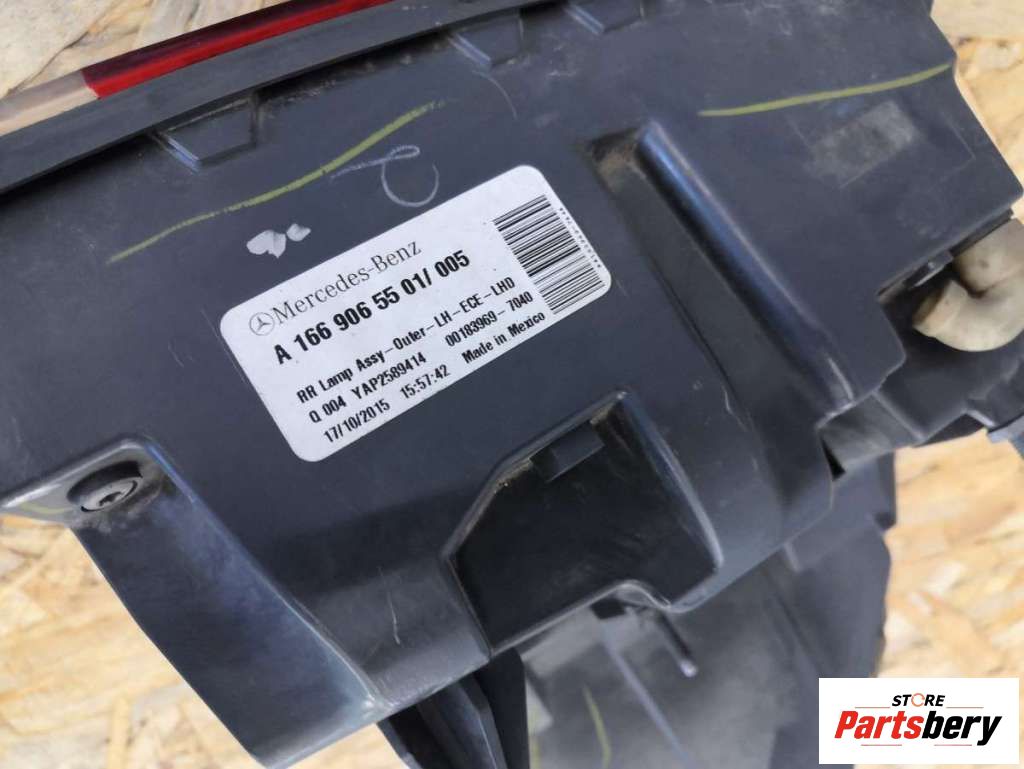 Mercedes-Benz
A 166 906 55 01/ 005
RR Lamp Assy-Outer-LH-ECE-LHD
Q 004 YAP2589414 00183969- 7040
17/10/2015 15:57:42 Made in Mexico
STORE
Partsbery